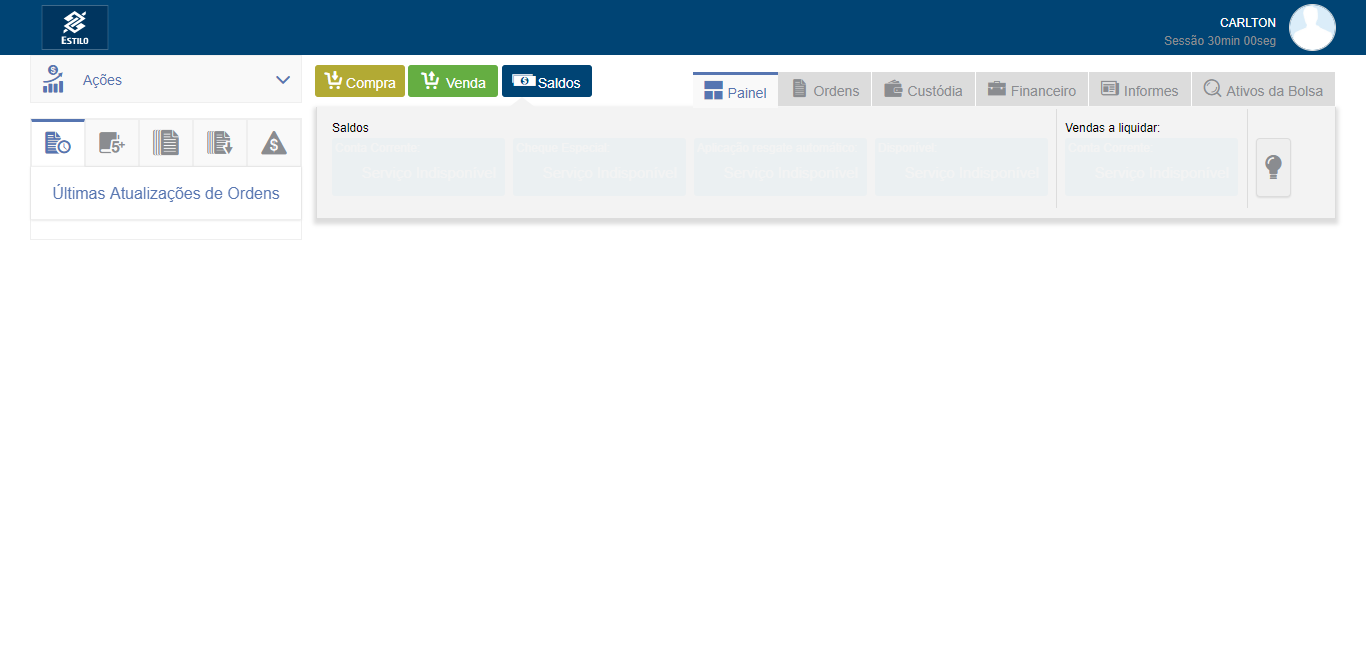 ESTILO
CARLTON
Sessão 30min 00seg
Ações
Compra
Venda
Saldos
Painel
Ordens
Custódia
Financeiro
Informes
Ativos da Bolsa
5+
Últimas Atualizações de Ordens
Saldos
Vendas a liquidar:
Conta Corrente
Cheque Especial
Aplicação resgate automático
Disponível
Conta Corrente
Serviço Indisponível
Serviço Indisponível
Serviço Indisponível
Serviço Indisponível
Serviço Indisponível